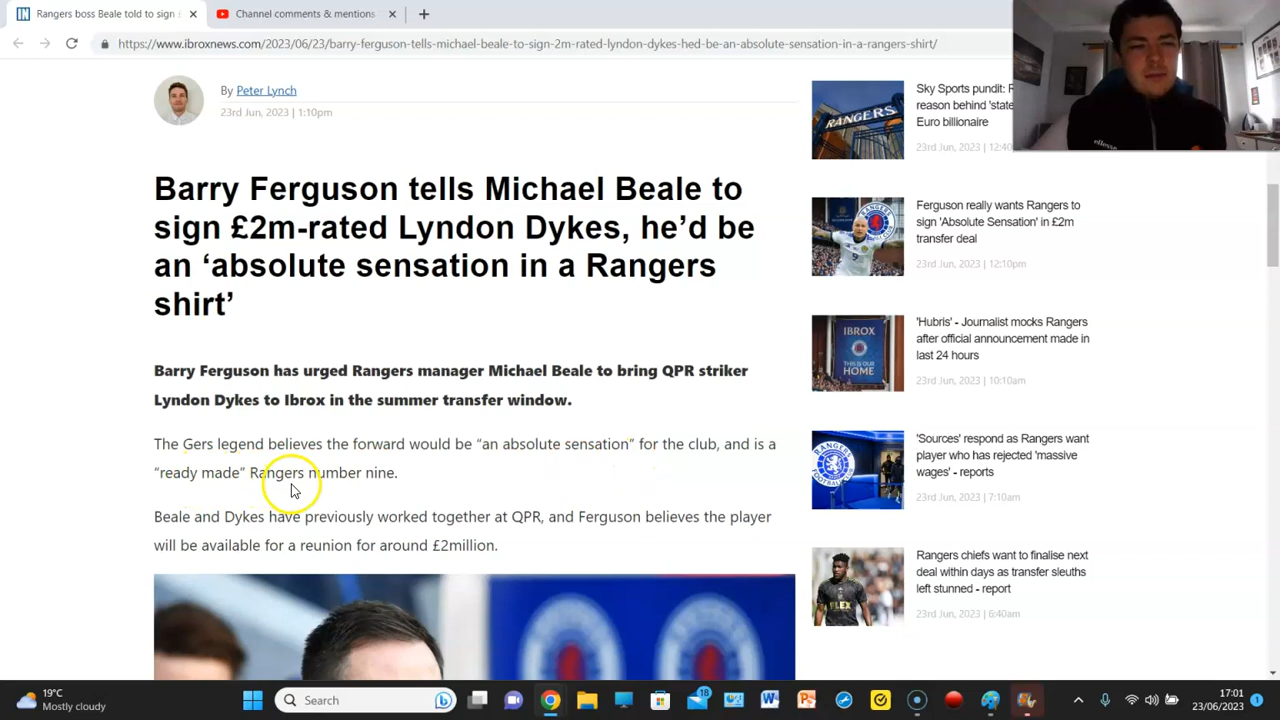 Rangers boss Beale told to sign
Channel comments & mentions
https://www.ibroxnews.com/2023/06/23/barry-ferguson-tells-michael-beale-to-sign-2m-rated-lyndon-dykes-hed-be-an-absolute-sensation-in-a-rangers-shirt/
By Peter Lynch
23rd Jun, 2023 | 1:10pm
Barry Ferguson tells Michael Beale to
sign £2m-rated Lyndon Dykes, he’d be
an ‘absolute sensation in a Rangers
shirt’
Barry Ferguson has urged Rangers manager Michael Beale to bring QPR striker
Lyndon Dykes to Ibrox in the summer transfer window.
The Gers legend believes the forward would be “an absolute sensation” for the club, and is a
“ready made” Rangers number nine.
Beale and Dykes have previously worked together at QPR, and Ferguson believes the player
will be available for a reunion for around £2million.
RANGERS
Sky Sports pundit:
reason behind 'state
Euro billionaire
23rd Jun, 2023 | 12:40
Ferguson really wants Rangers to
sign 'Absolute Sensation' in £2m
transfer deal
23rd Jun, 2023 | 12:10pm
IBROX
THIS IS OUR
HOME
'Hubris' - Journalist mocks Rangers
after official announcement made in
last 24 hours
23rd Jun, 2023 | 10:10am
'Sources' respond as Rangers want
player who has rejected 'massive
wages' - reports
23rd Jun, 2023 | 7:10am
FLEX
Rangers chiefs want to finalise next
deal within days as transfer sleuths
left stunned - report
23rd Jun, 2023 | 6:40am
ellesse
19°C
Mostly cloudy
Search
18
17:01
23/06/2023